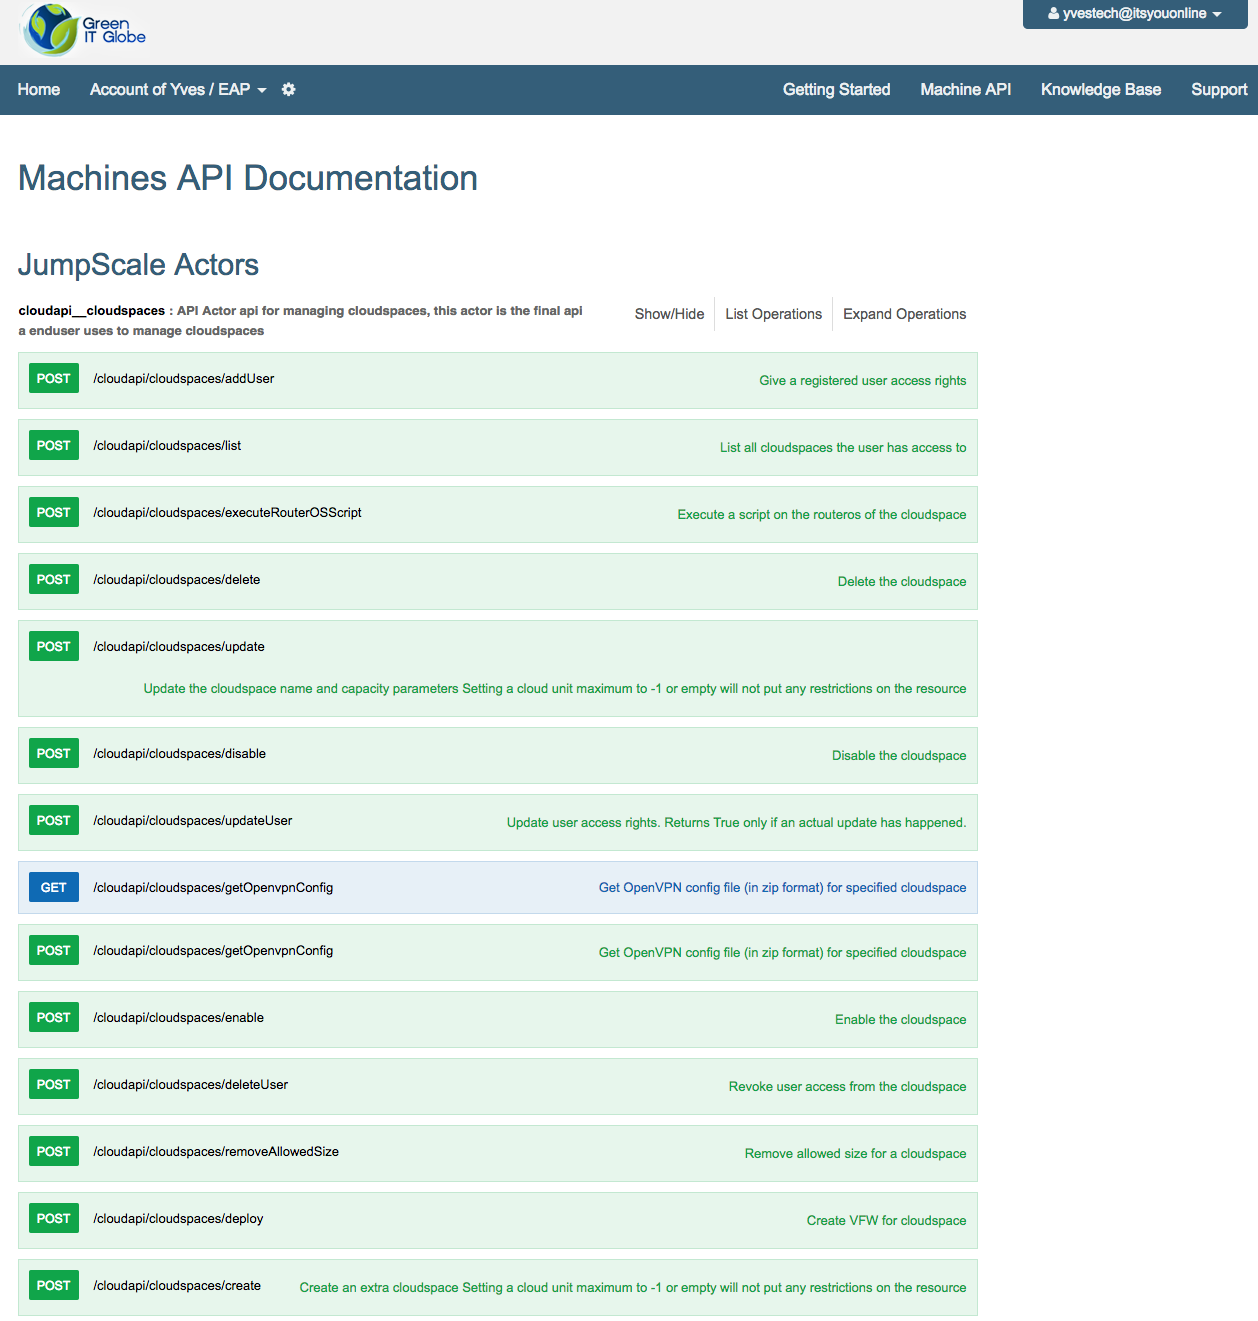 Green
IT Globe
yvestech@itsyouonline
Home
Account of Yves / EAP
Getting Started
Machine API
Knowledge Base
Support
Machines API Documentation
JumpScale Actors
cloudapi__cloudspaces : API Actor api for managing cloudspaces, this actor is the final api
a enduser uses to manage cloudspaces
Show/Hide
List Operations
Expand Operations
POST /cloudapi/cloudspaces/addUser Give a registered user access rights
POST /cloudapi/cloudspaces/list List all cloudspaces the user has access to
POST /cloudapi/cloudspaces/executeRouterOSScript Execute a script on the routeros of the cloudspace
POST /cloudapi/cloudspaces/delete Delete the cloudspace
POST /cloudapi/cloudspaces/update
Update the cloudspace name and capacity parameters Setting a cloud unit maximum to -1 or empty will not put any restrictions on the resource
POST /cloudapi/cloudspaces/disable Disable the cloudspace
POST /cloudapi/cloudspaces/updateUser Update user access rights. Returns True only if an actual update has happened.
GET /cloudapi/cloudspaces/getOpenvpnConfig Get OpenVPN config file (in zip format) for specified cloudspace
POST /cloudapi/cloudspaces/getOpenvpnConfig Get OpenVPN config file (in zip format) for specified cloudspace
POST /cloudapi/cloudspaces/enable Enable the cloudspace
POST /cloudapi/cloudspaces/deleteUser Revoke user access from the cloudspace
POST /cloudapi/cloudspaces/removeAllowedSize Remove allowed size for a cloudspace
POST /cloudapi/cloudspaces/deploy Create VFW for cloudspace
POST /cloudapi/cloudspaces/create Create an extra cloudspace Setting a cloud unit maximum to -1 or empty will not put any restrictions on the resource